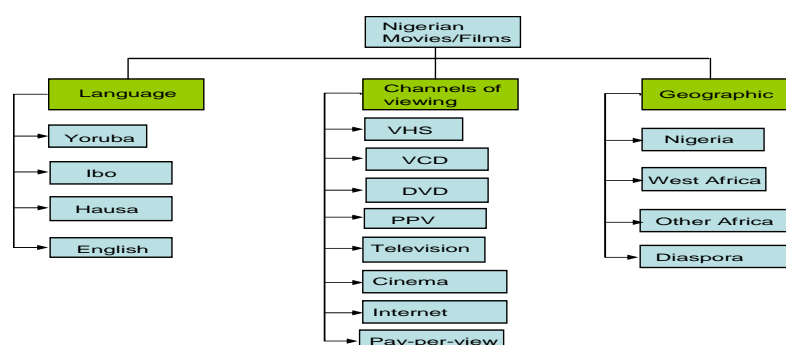 Nigerian
Movies/Films
Language
Yoruba
Ibo
Hausa
English
Channels of
viewing
VHS
VCD
DVD
PPV
Television
Cinema
Internet
Pay-per-view
Geographic
Nigeria
West Africa
Other Africa
Diaspora